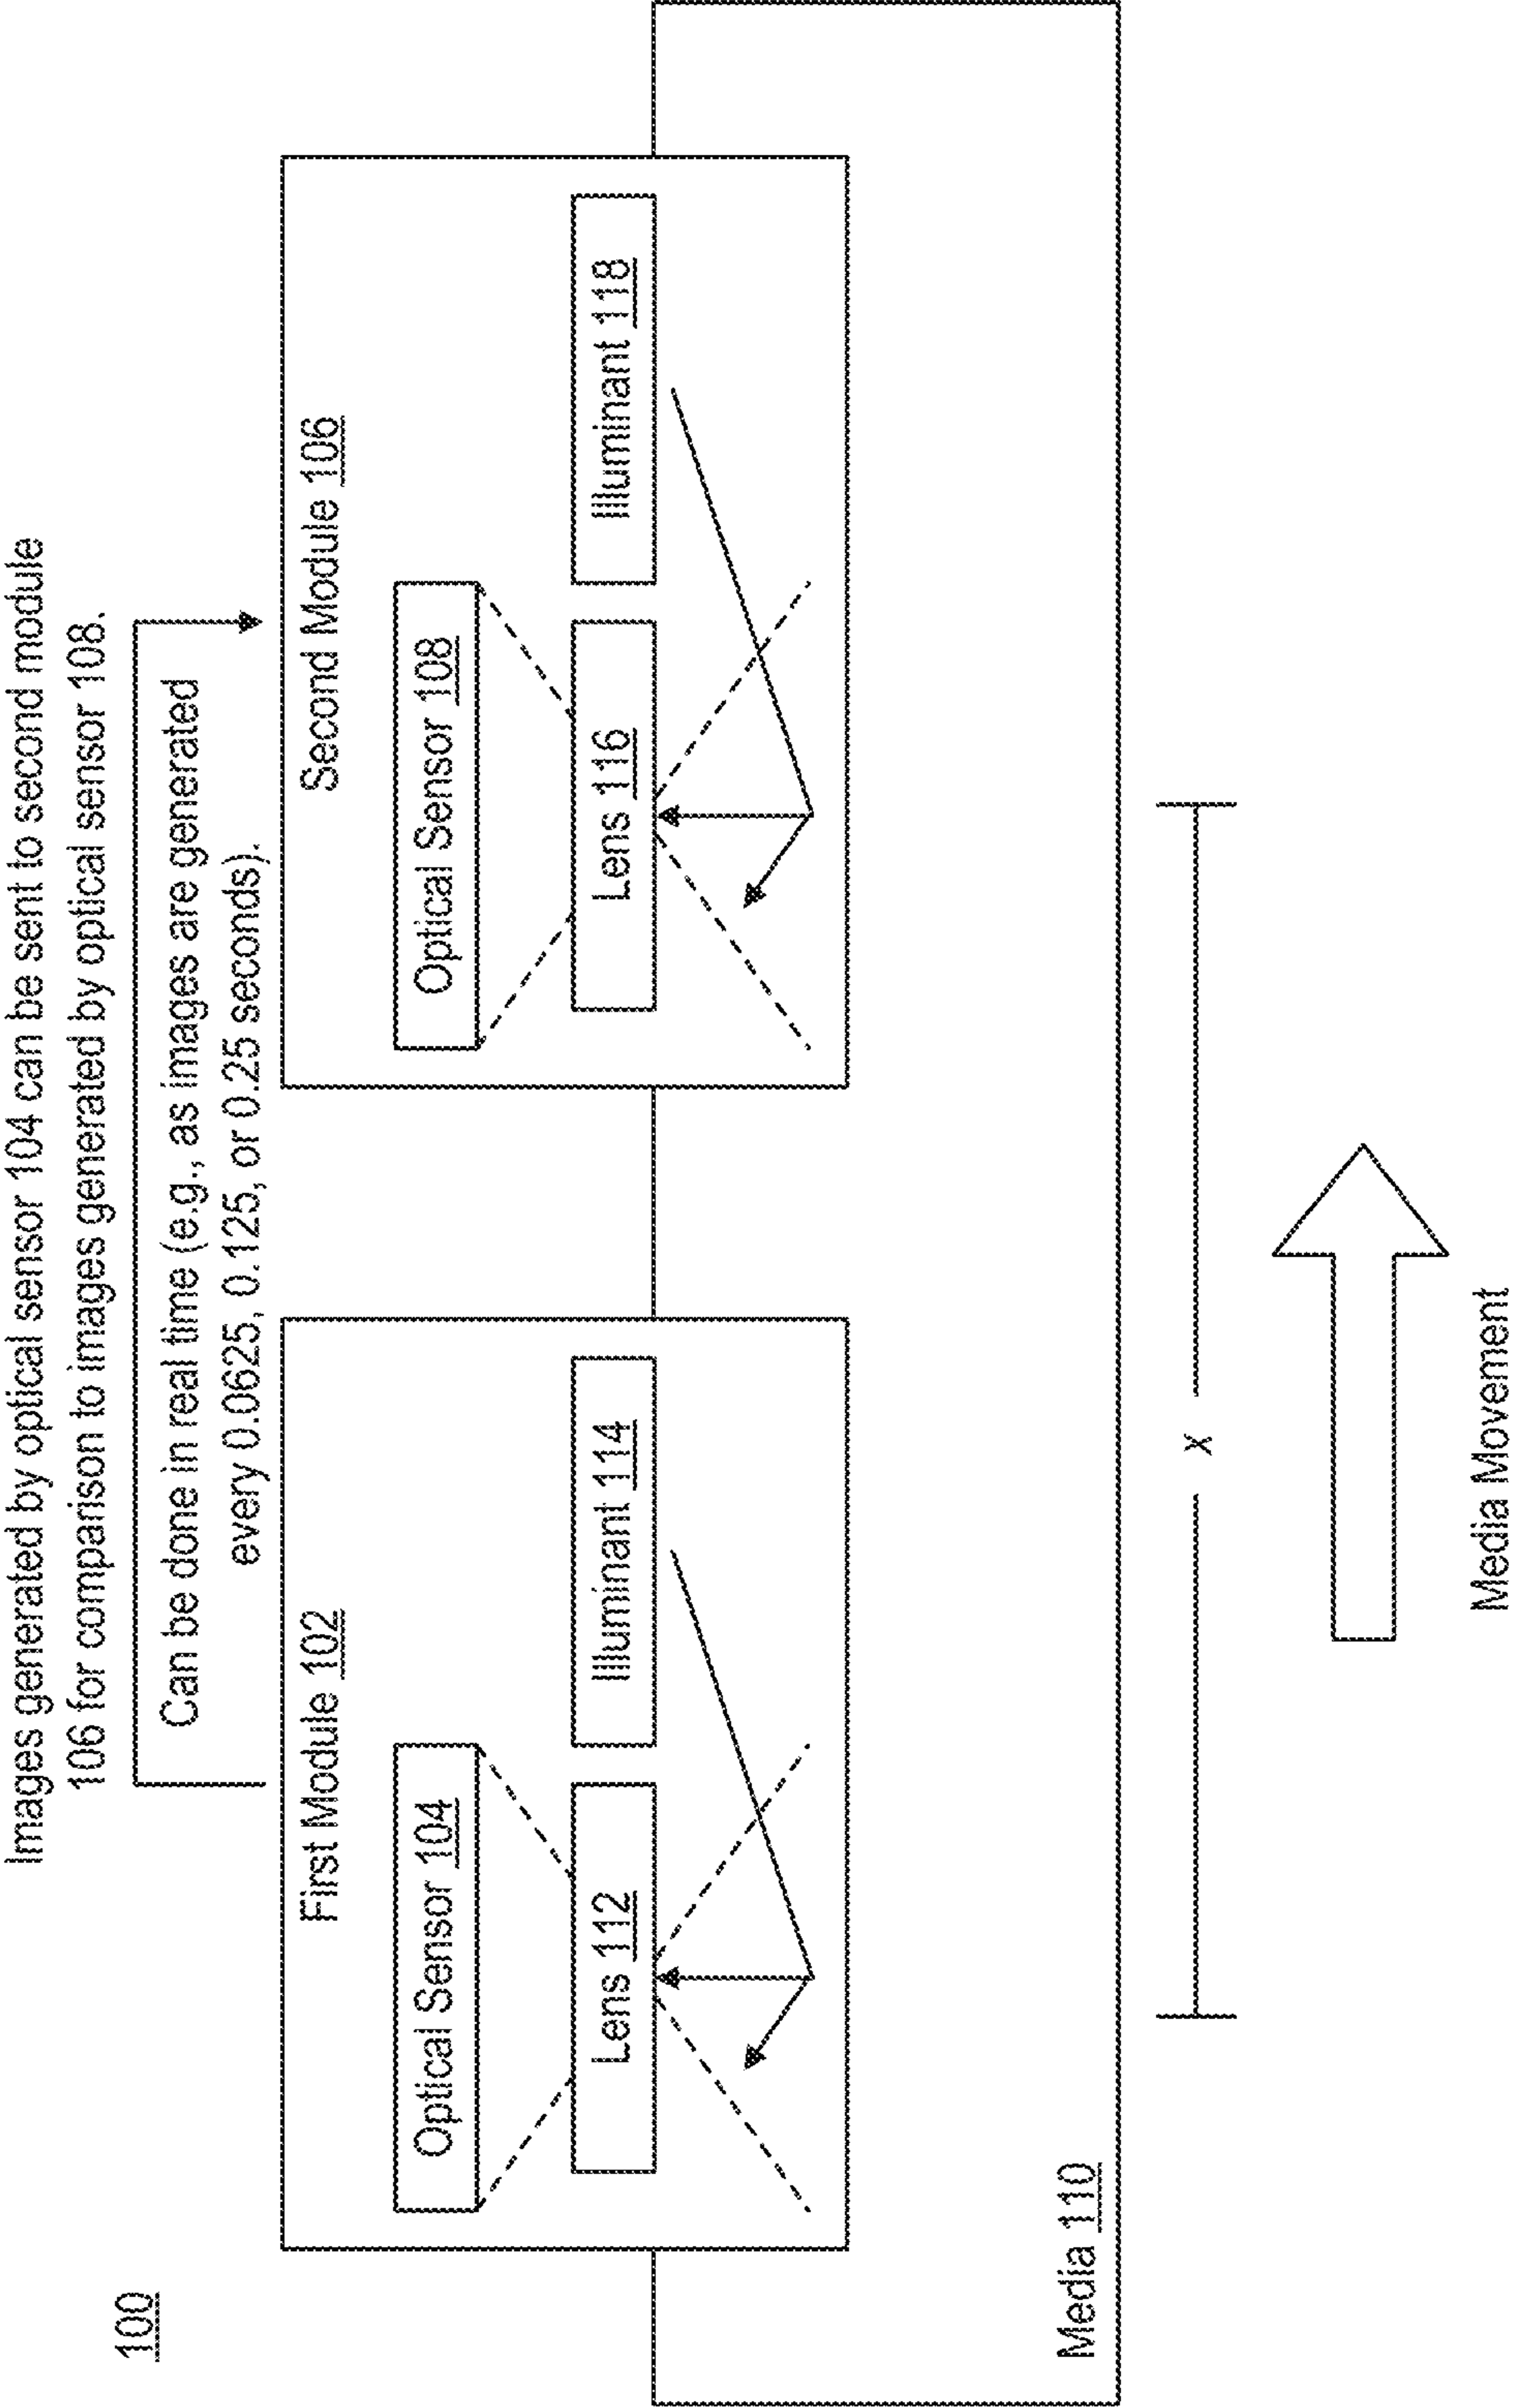 100
Images generated by optical sensor 104 can be sent to second module
106 for comparison to images generated by optical sensor 108.
Can be done in real time (e.g., as images are generated
every 0.0625, 0.125, or 0.25 seconds).
First Module 102
Optical Sensor 104
Lens 112
Illuminant 114
Second Module 106
Optical Sensor 108
Lens 116
Illuminant 118
Media 110
X
Media Movement